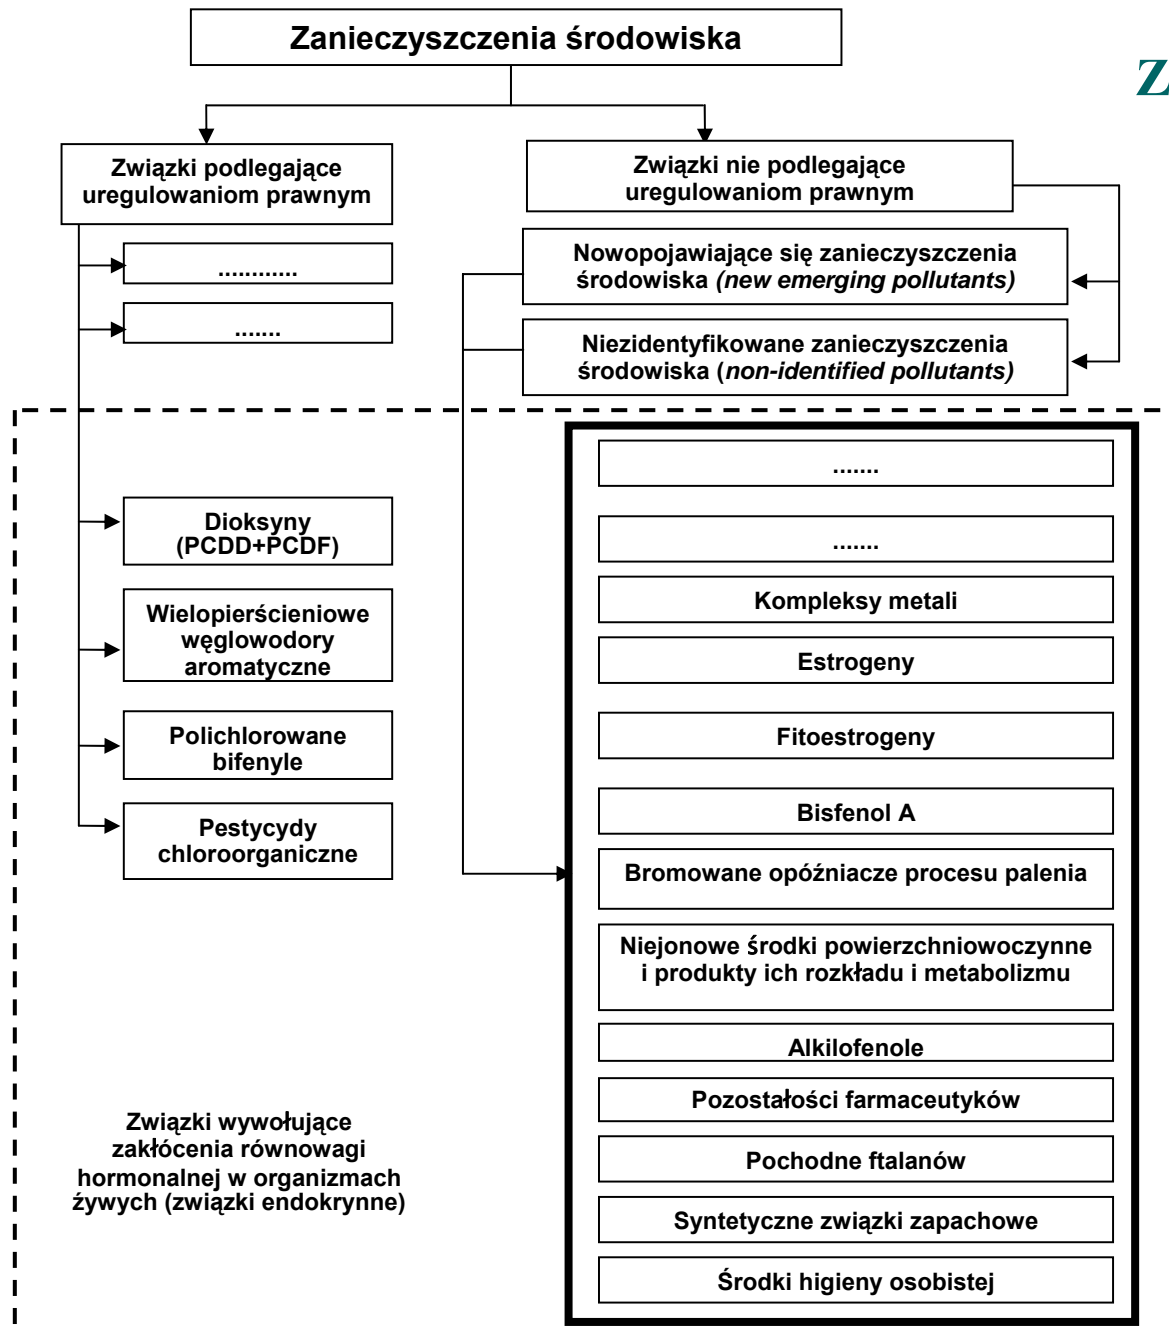 Zanieczyszczenia środowiska
Z
Związki podlegające
uregulowaniom prawnym
............
.......
Związki nie podlegające
uregulowaniom prawnym
Nowopojawiające się zanieczyszczenia
środowiska (new emerging pollutants)
Niezidentyfikowane zanieczyszczenia
środowiska (non-identified pollutants)
Dioksyny
(PCDD+PCDF)
Wielopierścieniowe
węglowodory
aromatyczne
Polichlorowane
bifenyle
Pestycydy
chloroorganiczne
Związki wywołujące
zakłócenia równowagi
hormonalnej w organizmach
źywych (związki endokrynne)
.......
.......
Kompleksy metali
Estrogeny
Fitoestrogeny
Bisfenol A
Bromowane opóźniacze procesu palenia
Niejonowe środki powierzchniowoczynne
i produkty ich rozkładu i metabolizmu
Alkilofenole
Pozostałości farmaceutyków
Pochodne ftalanów
Syntetyczne związki zapachowe
Środki higieny osobistej